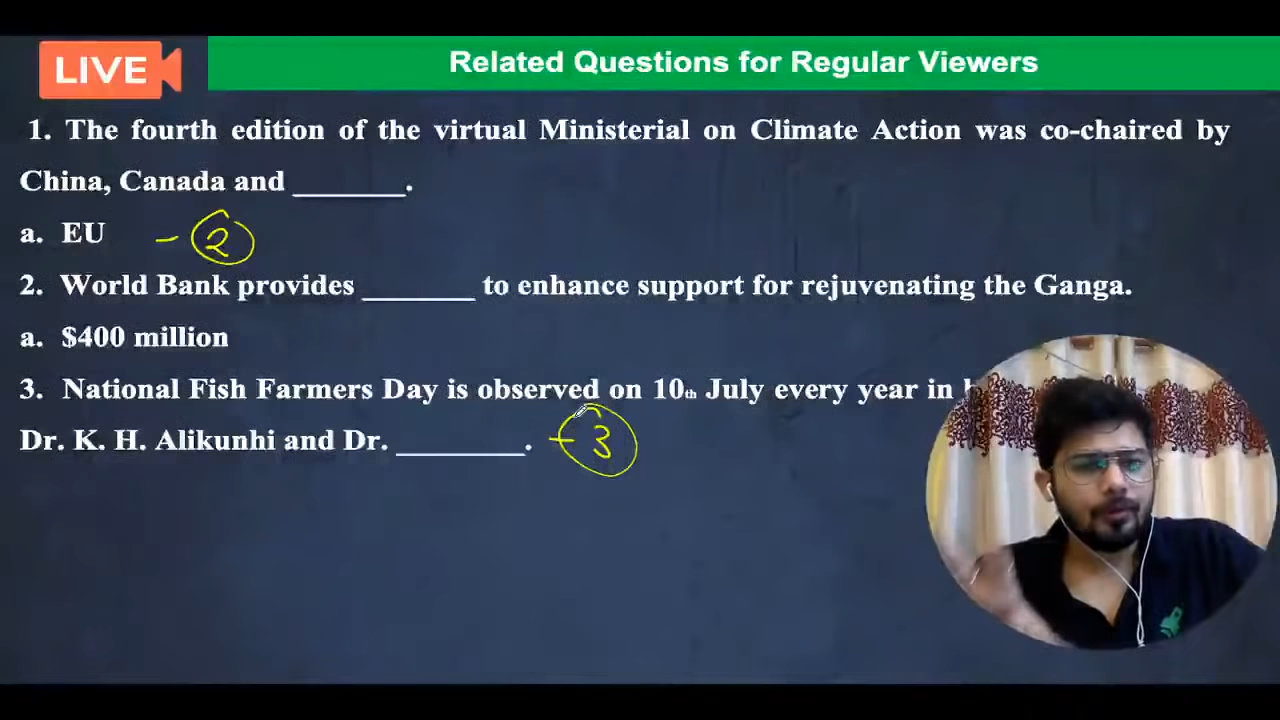 LIVE
Related Questions for Regular Viewers
1. The fourth edition of the virtual Ministerial on Climate Action was co-chaired by
China, Canada and _______.
a. EU - 2
2. World Bank provides _______ to enhance support for rejuvenating the Ganga.
a. $400 million
3. National Fish Farmers Day is observed on 10th July every year in
Dr. K. H. Alikunhi and Dr. ________. - 3